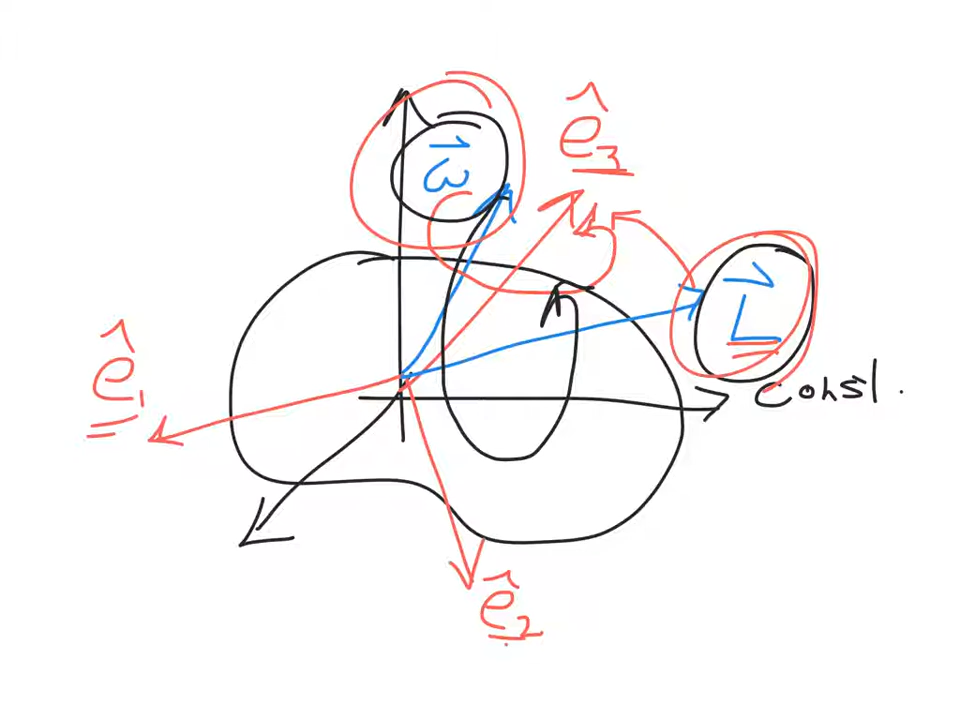 ω⃗
ê₃
L⃗
ê₁
const.
ê₂